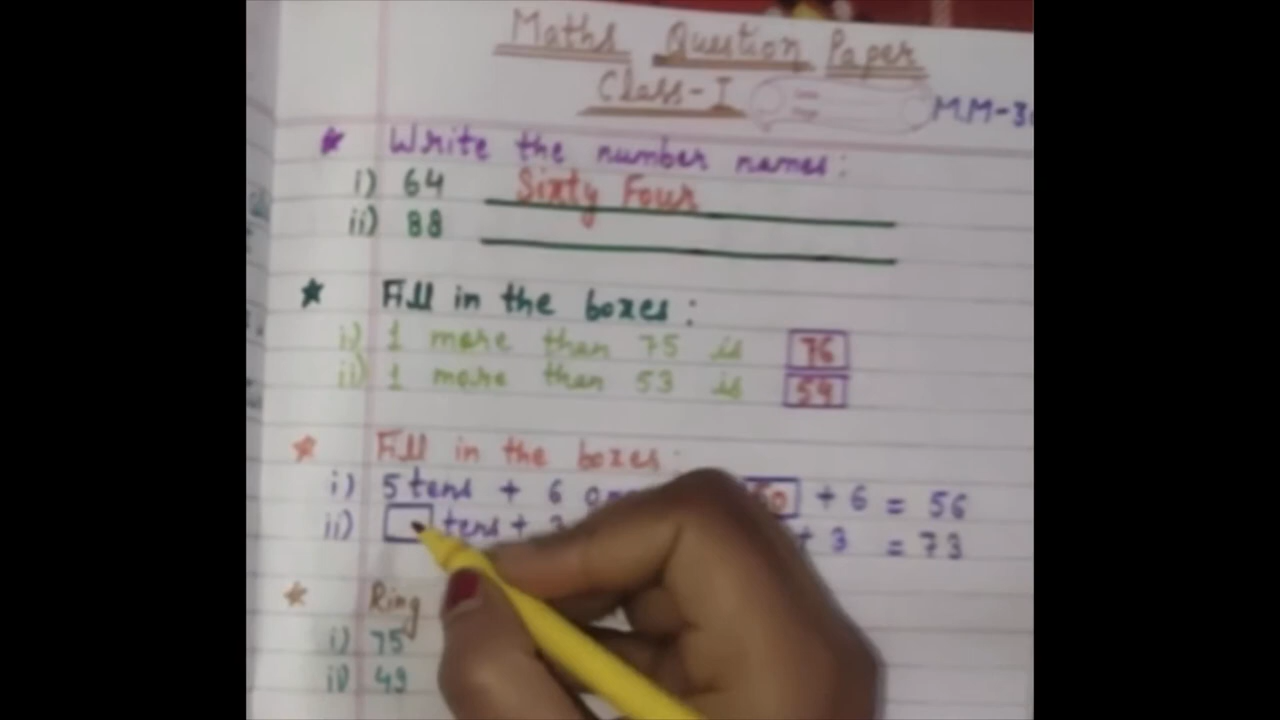 Maths Question Paper
Class-I
MM-3
* Write the number names:
i) 64 Sixty Four
ii) 88
★ Fill in the boxes:
i) 1 more than 75 is 76
ii) 1 more than 53 is 54
★ Fill in the boxes:
i) 5 tens + 6 + 6 = 56
ii) tens + 3 + 3 = 73
★ Ring
i) 75
ii) 49